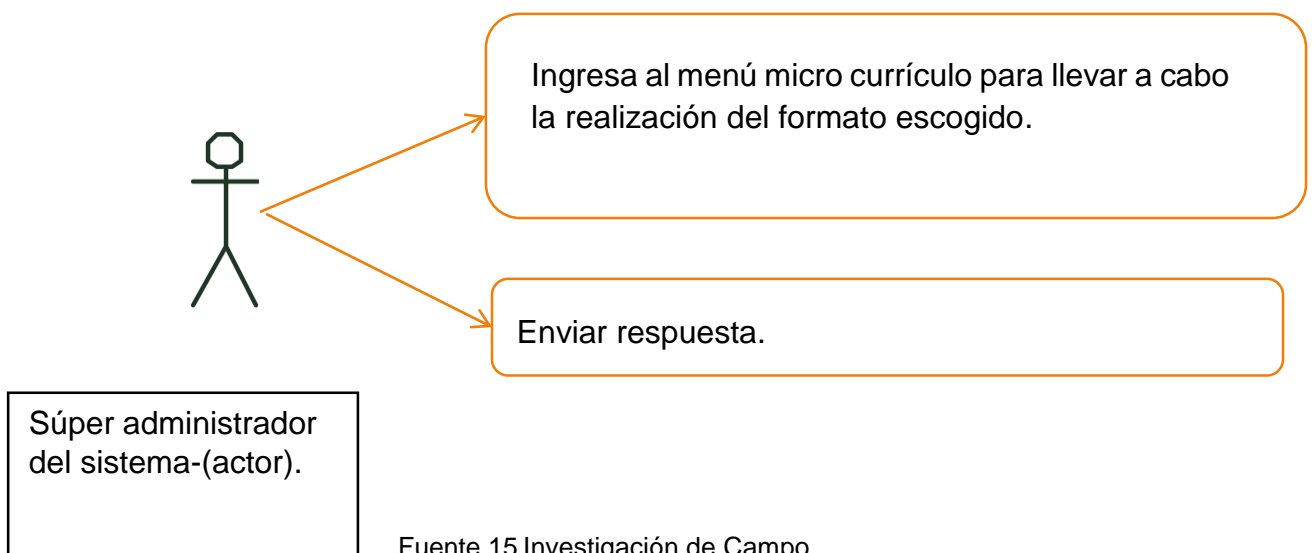 Ingresa al menú micro currículo para llevar a cabo
la realización del formato escogido.
Enviar respuesta.
Súper administrador
del sistema-(actor).
Fuente 15 Investigación de Campo